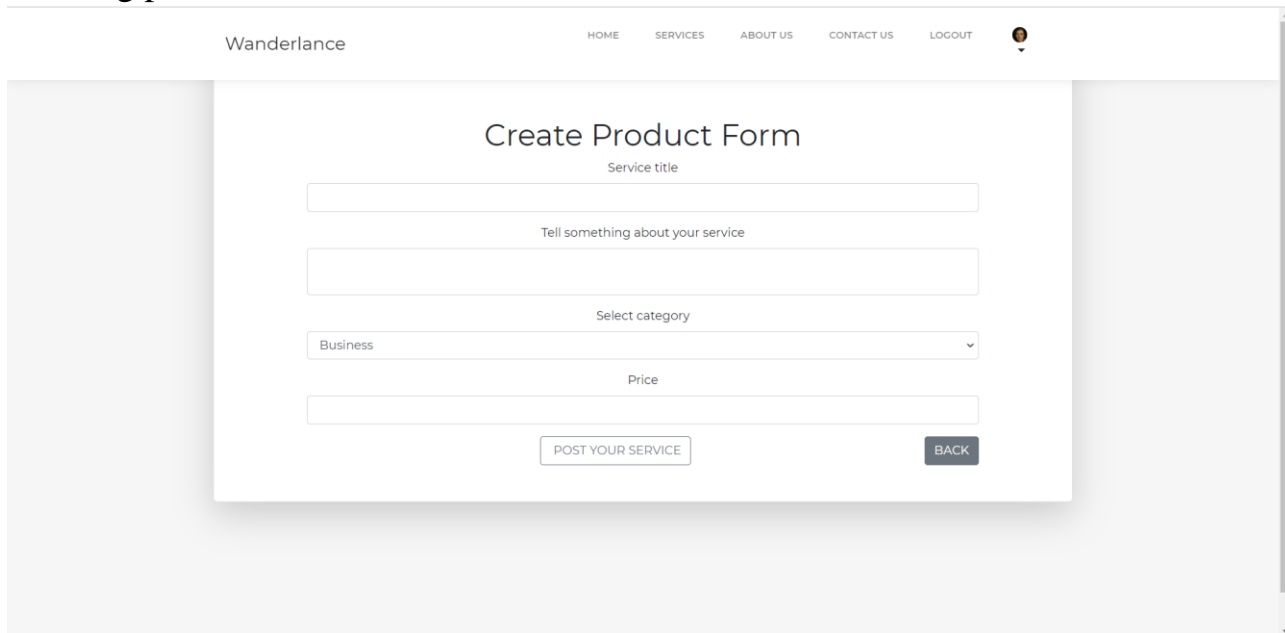 Wanderlance
HOME SERVICES ABOUT US CONTACT US LOGOUT
Create Product Form
Service title
Tell something about your service
Select category
Business
Price
POST YOUR SERVICE BACK